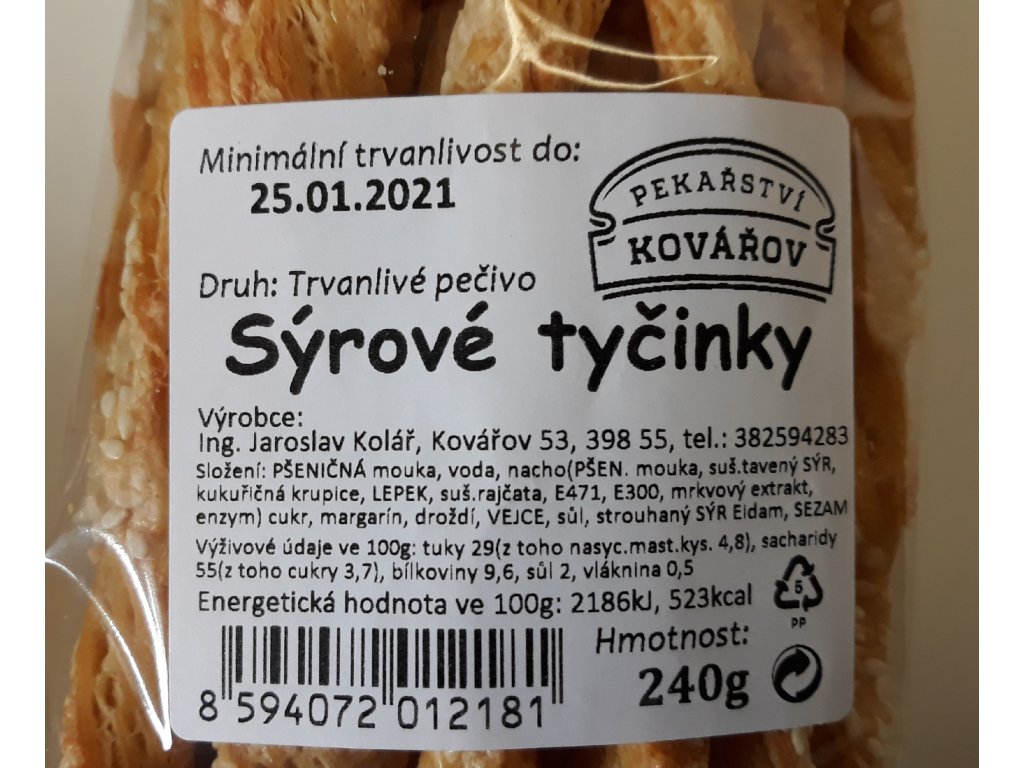 Minimální trvanlivost do:
25.01.2021
PEKAŘSTVÍ
KOVÁŘOV
Druh: Trvanlivé pečivo
Sýrové tyčinky
Výrobce:
Ing. Jaroslav Kolář, Kovářov 53, 398 55, tel.: 382594283
Složení: PŠENIČNÁ mouka, voda, nacho(PŠEN. mouka, suš.tavený SÝR,
kukuřičná krupice, LEPEK, suš.rajčata, E471, E300, mrkvový extrakt,
enzym) cukr, margarín, droždí, VEJCE, sůl, strouhaný SÝR Eidam, SEZAM
Výživové údaje ve 100g: tuky 29(z toho nasyc.mast.kys. 4,8), sacharidy
55(z toho cukry 3,7), bílkoviny 9,6, sůl 2, vláknina 0,5
Energetická hodnota ve 100g: 2186kJ, 523kcal
5
PP
Hmotnost:
240g
8 594072 012181